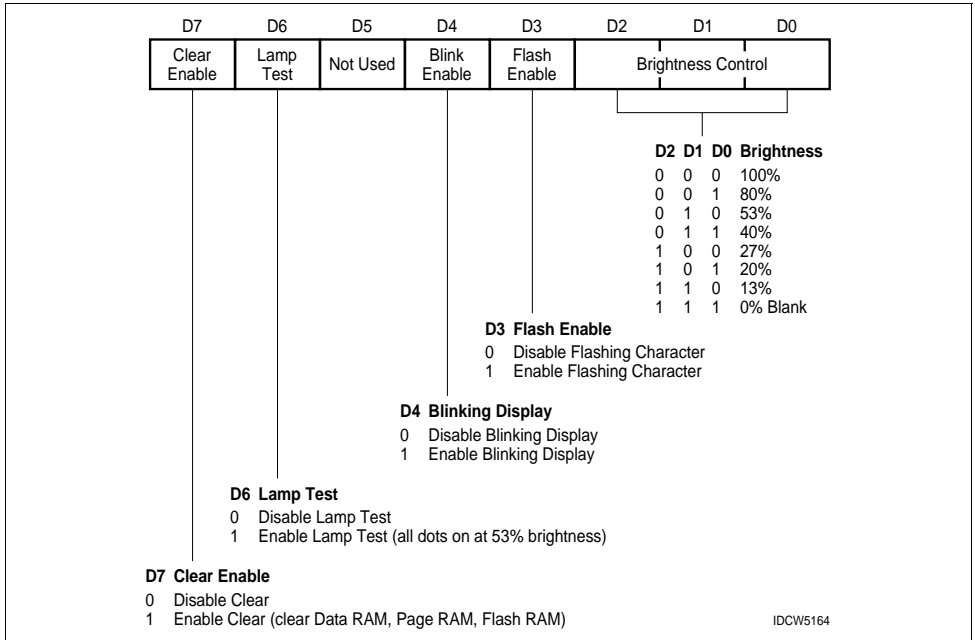 D7 D6 D5 D4 D3 D2 D1 D0
Clear Enable Lamp Test Not Used Blink Enable Flash Enable Brightness Control
D2 D1 D0 Brightness
0 0 0 100%
0 0 1 80%
0 1 0 53%
0 1 1 40%
1 0 0 27%
1 0 1 20%
1 1 0 13%
1 1 1 0% Blank
D3 Flash Enable
0 Disable Flashing Character
1 Enable Flashing Character
D4 Blinking Display
0 Disable Blinking Display
1 Enable Blinking Display
D6 Lamp Test
0 Disable Lamp Test
1 Enable Lamp Test (all dots on at 53% brightness)
D7 Clear Enable
0 Disable Clear
1 Enable Clear (clear Data RAM, Page RAM, Flash RAM)
IDCW5164